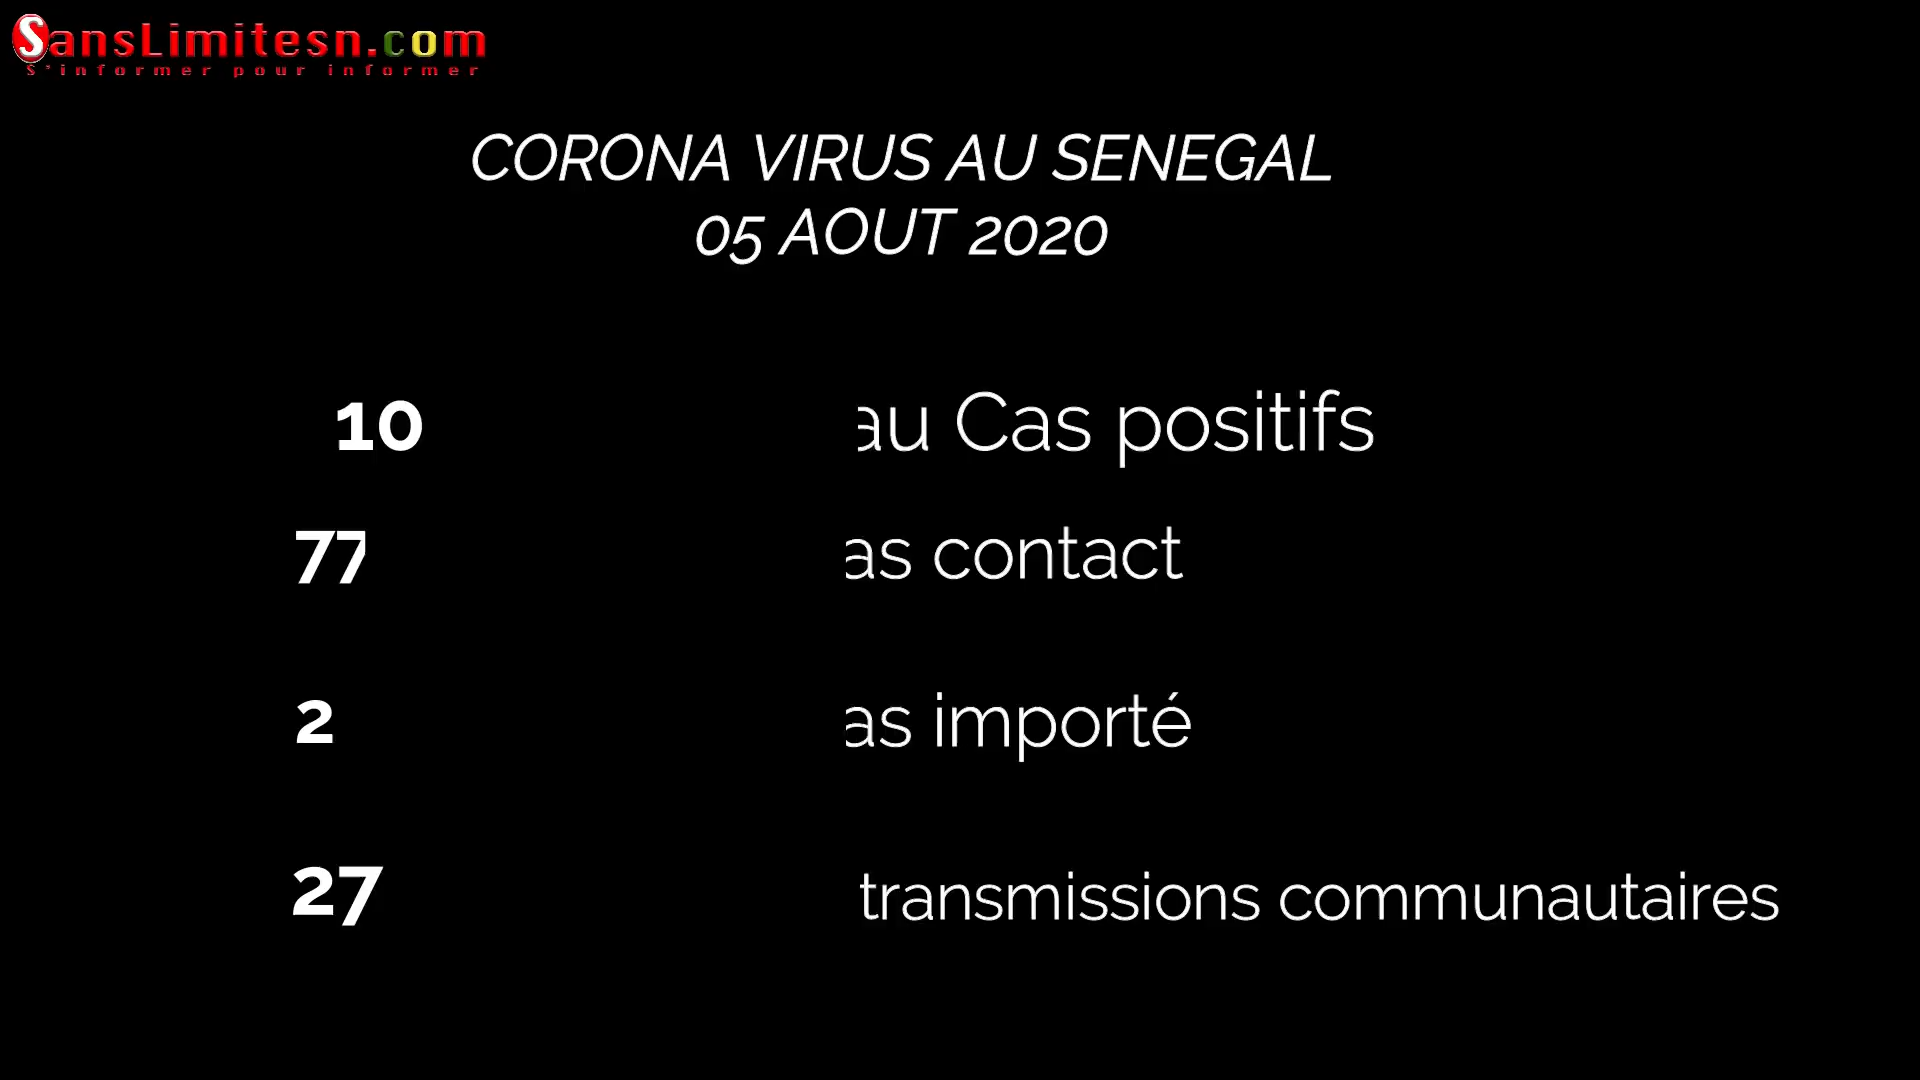 SansLimitesn.com
S'informer pour informer
CORONA VIRUS AU SENEGAL
05 AOUT 2020
10 au Cas positifs
77 as contact
2 as importé
27 transmissions communautaires